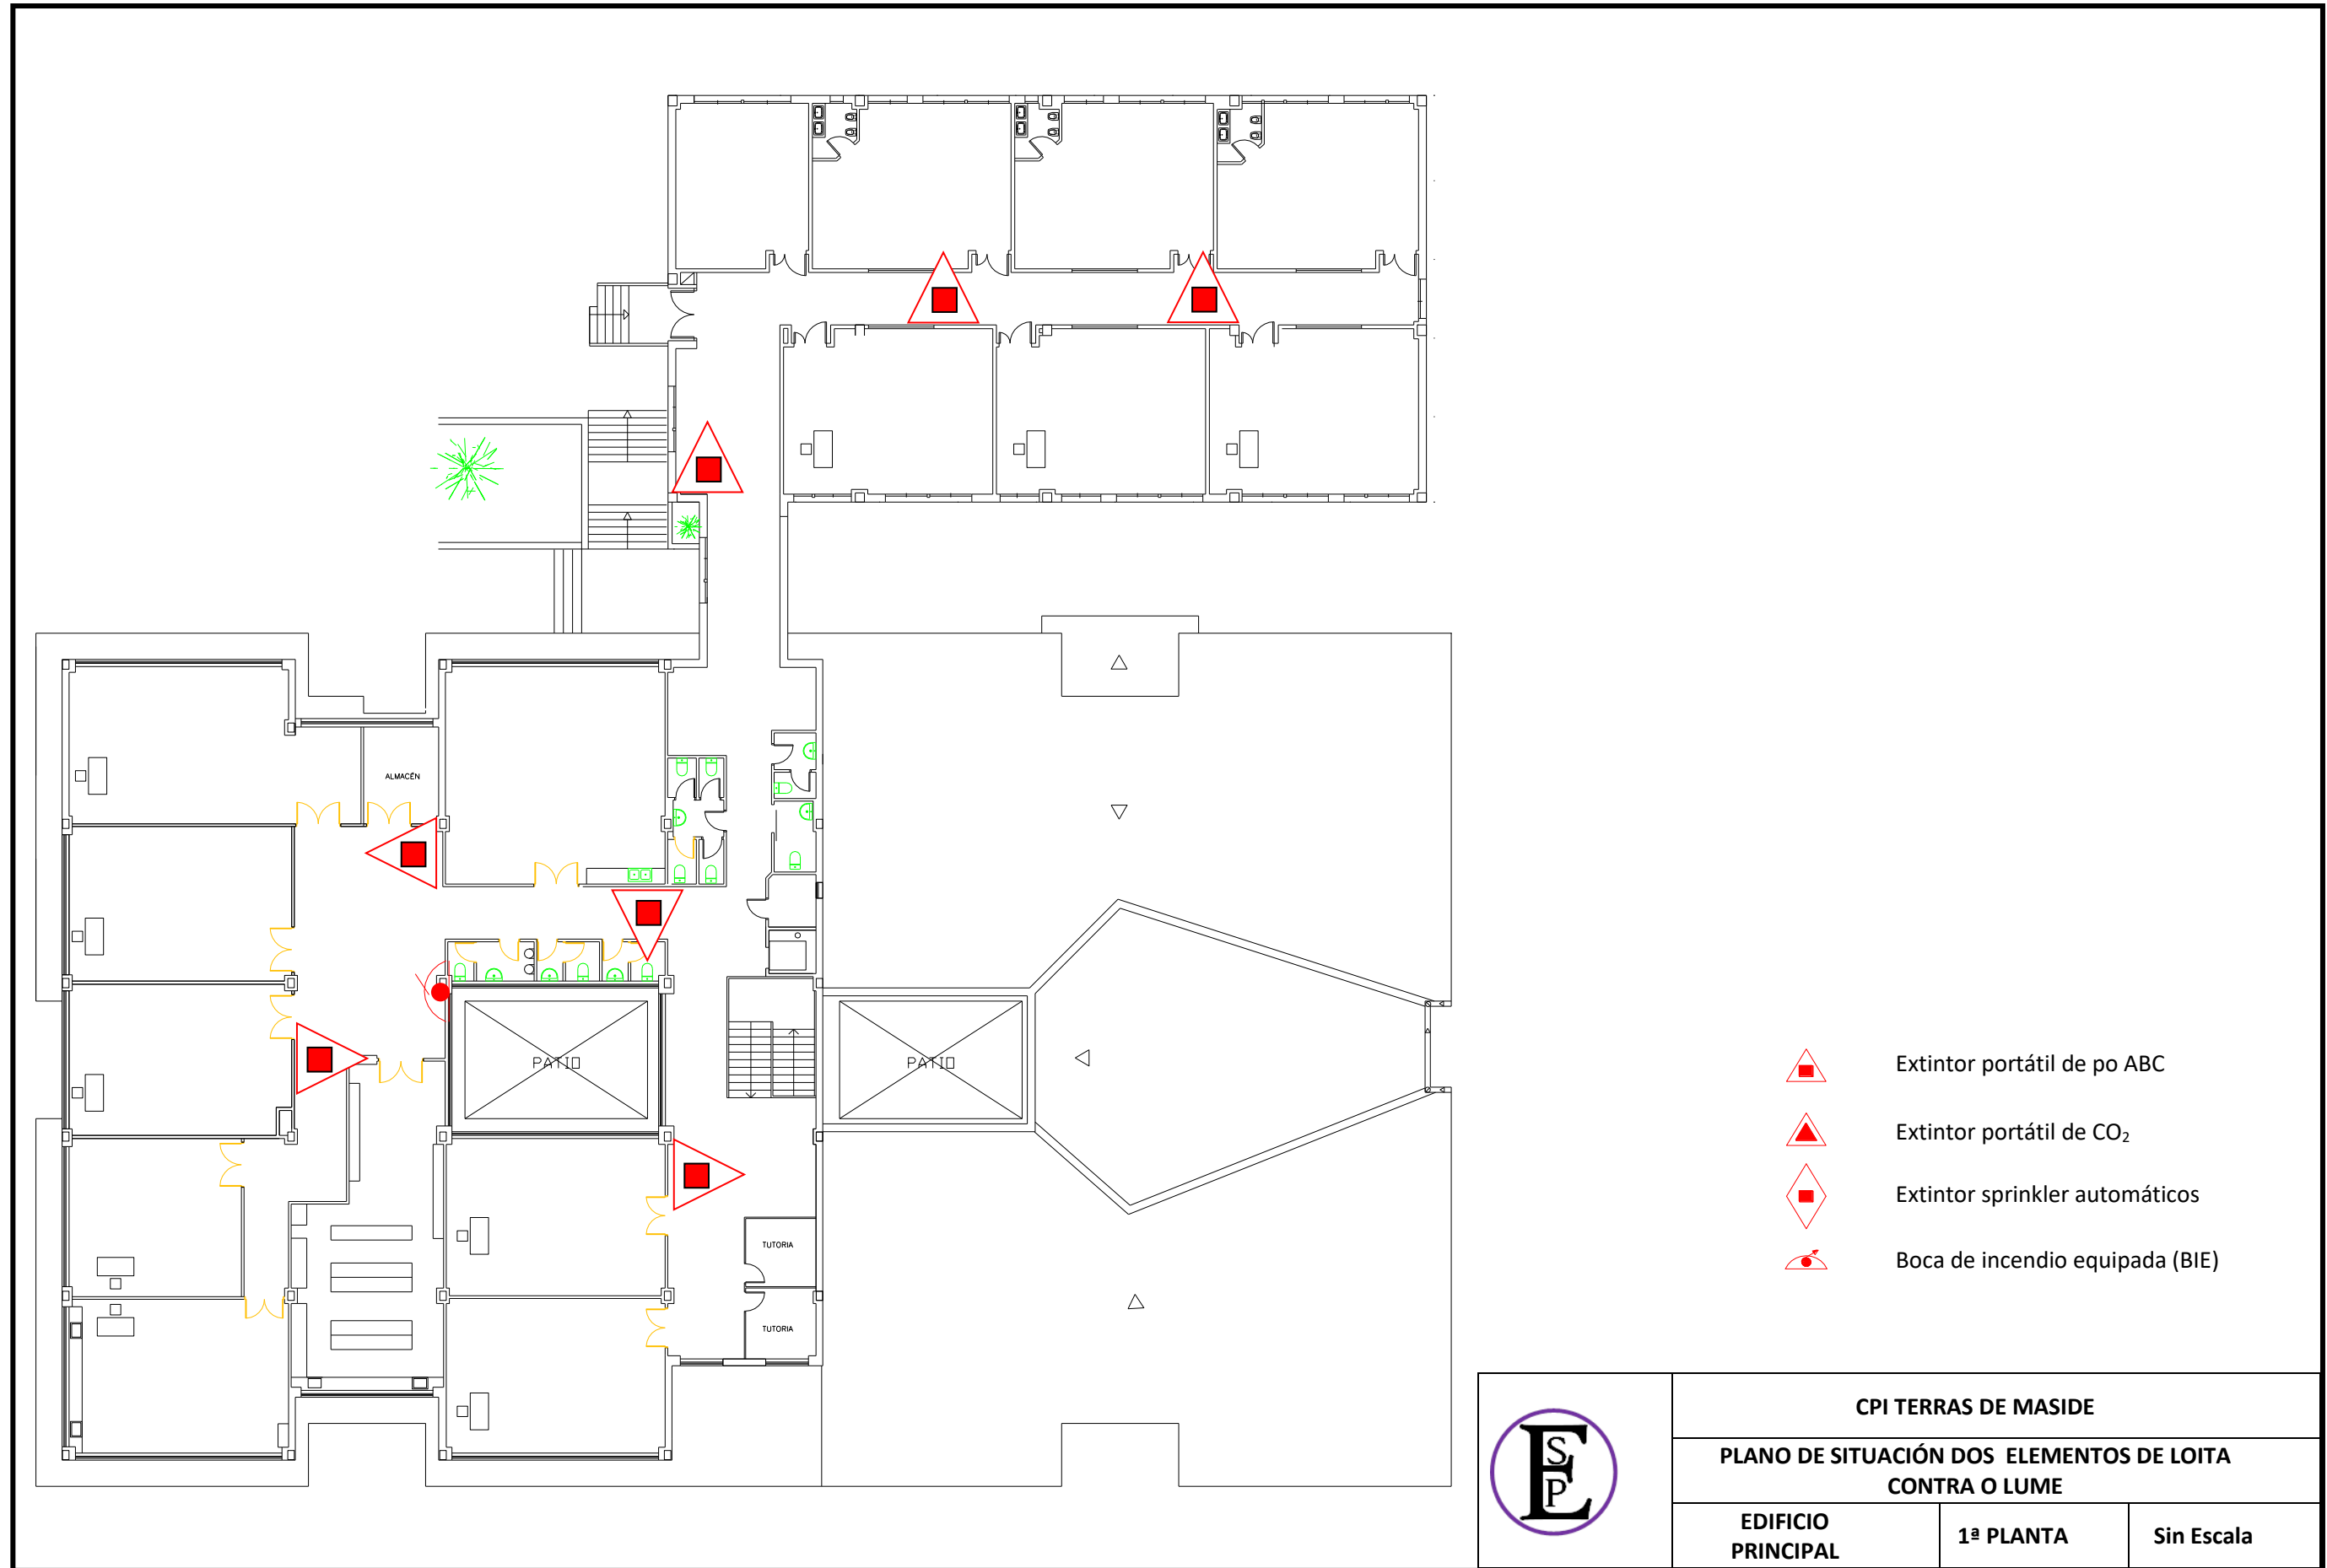 ALMACÉN
PATIO
PATIO
TUTORIA
TUTORIA
Extintor portátil de po ABC
Extintor portátil de CO₂
Extintor sprinkler automáticos
Boca de incendio equipada (BIE)
E S P
CPI TERRAS DE MASIDE
PLANO DE SITUACIÓN DOS ELEMENTOS DE LOITA
CONTRA O LUME
EDIFICIO
PRINCIPAL
1ª PLANTA
Sin Escala